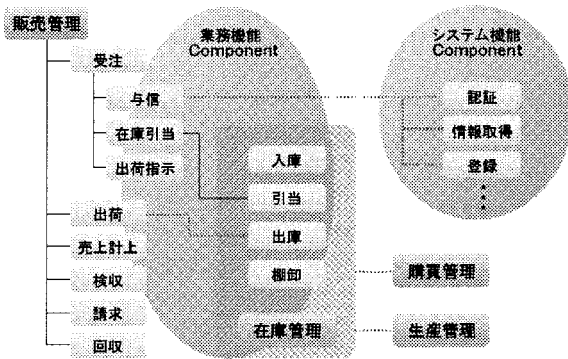 販売管理
業務機能
Component
システム機能
Component
受注
与信
在庫引当
出荷指示
出荷
売上計上
検収
請求
回収
入庫
引当
出庫
棚卸
在庫管理
認証
情報取得
登録
購買管理
生産管理